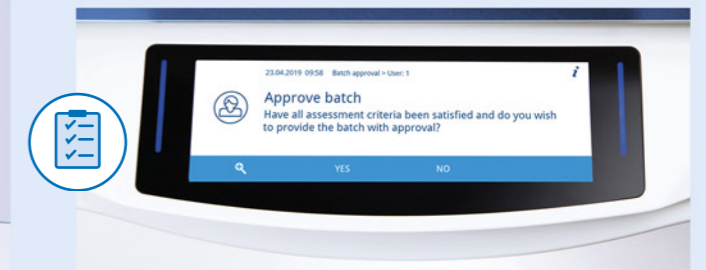 23.04.2019 09:58 Batch approval > User: 1
i
Approve batch
Have all assessment criteria been satisfied and do you wish
to provide the batch with approval?
YES NO